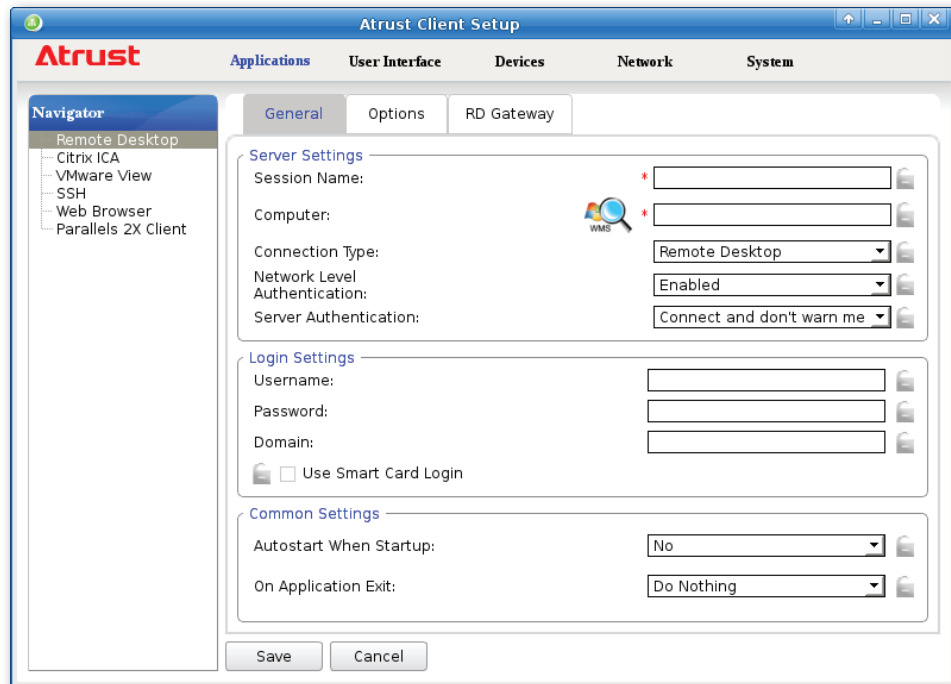 Atrust Client Setup
Atrust
Applications User Interface Devices Network System
Navigator
Remote Desktop
Citrix ICA
VMware View
SSH
Web Browser
Parallels 2X Client
General Options RD Gateway
Server Settings
Session Name: *
Computer: WMS *
Connection Type: Remote Desktop
Network Level
Authentication: Enabled
Server Authentication: Connect and don't warn me
Login Settings
Username:
Password:
Domain:
Use Smart Card Login
Common Settings
Autostart When Startup: No
On Application Exit: Do Nothing
Save Cancel